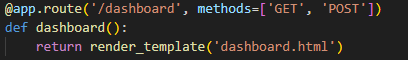 @app.route('/dashboard', methods=['GET', 'POST'])
def dashboard():
    return render_template('dashboard.html')